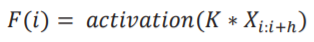 F(i) = activation(K * X_{i:i+h})